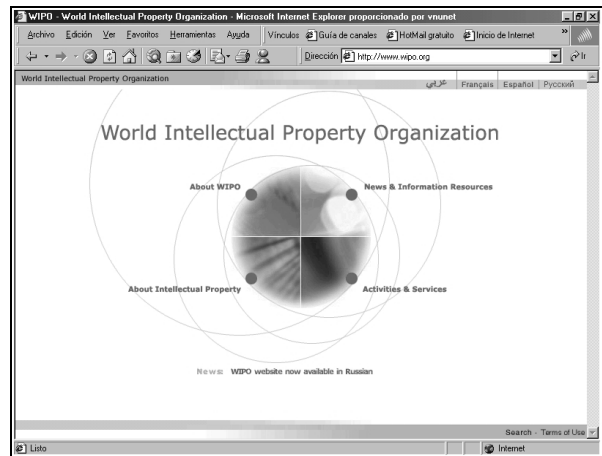 WIPO - World Intellectual Property Organization - Microsoft Internet Explorer proporcionado por vnunet
Archivo Edición Ver Favoritos Herramientas Ayuda Vínculos Guía de canales HotMail gratuito Inicio de Internet »
Dirección http://www.wipo.org Ir
World Intellectual Property Organization
عربي Français Español Русский
World Intellectual Property Organization
About WIPO News & Information Resources
About Intellectual Property Activities & Services
News: WIPO website now available in Russian
Search - Terms of Use
Listo Internet